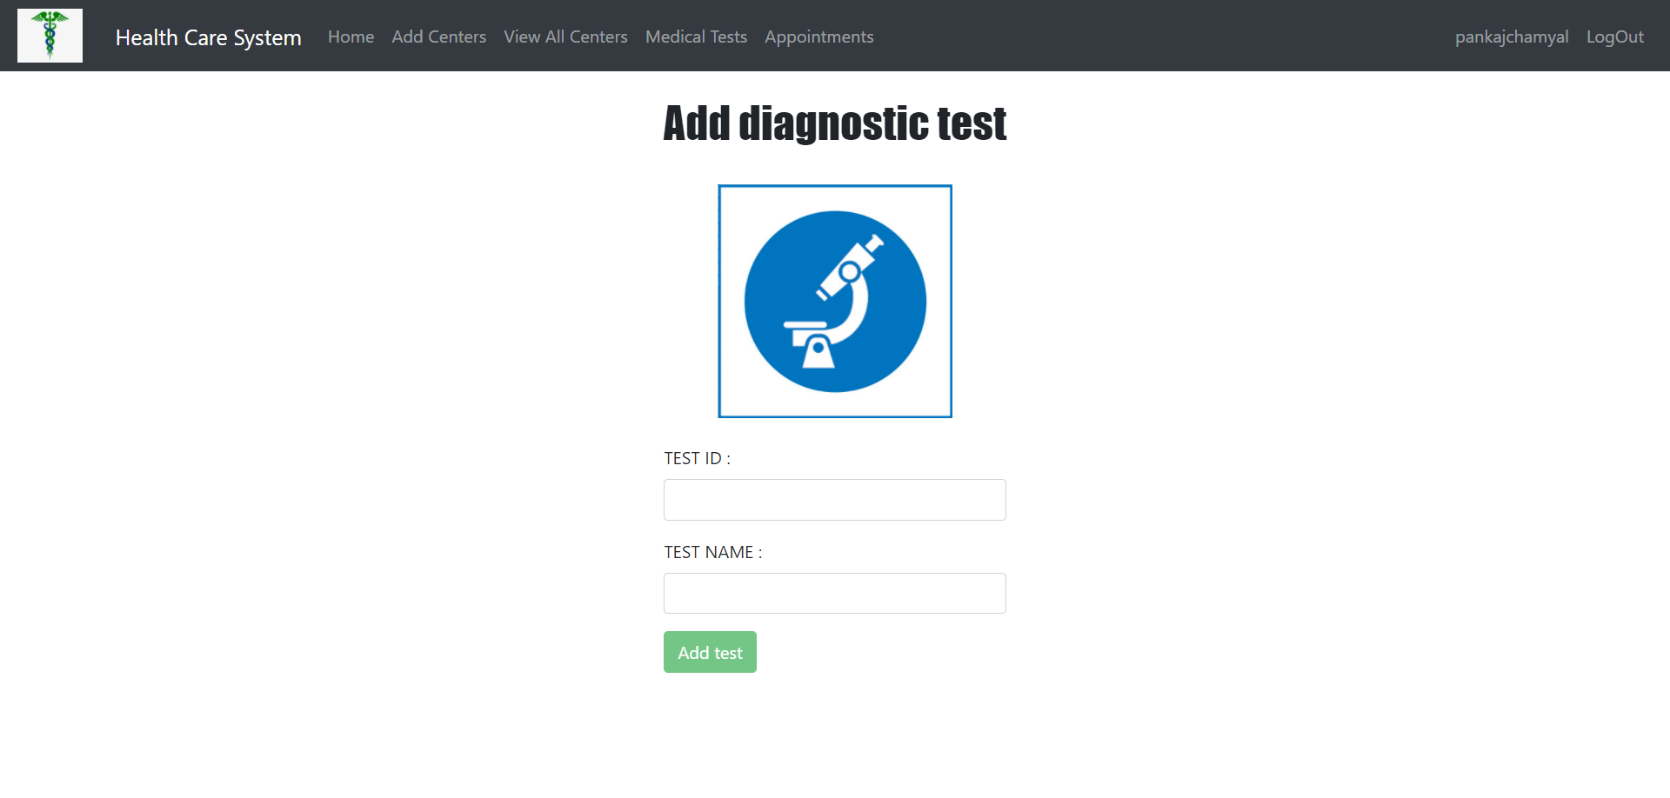 Health Care System Home Add Centers View All Centers Medical Tests Appointments pankajchamyal LogOut
Add diagnostic test
TEST ID :
TEST NAME :
Add test